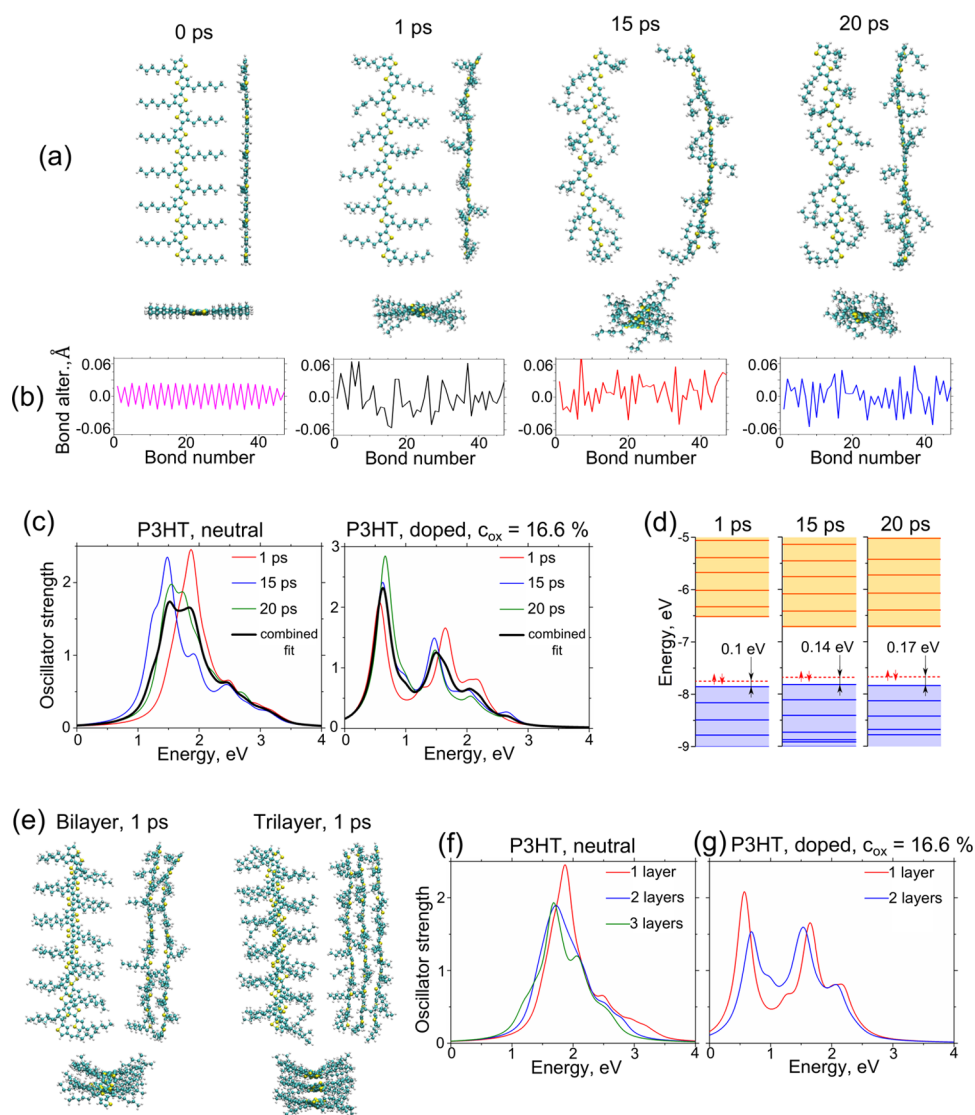 0 ps
1 ps
15 ps
20 ps
(a)
(b)
Bond alter., Å
0.06
0.0
-0.06
0
20
40
Bond number
0.06
0.0
-0.06
0
20
40
Bond number
0.06
0.0
-0.06
0
20
40
Bond number
0.06
0.0
-0.06
0
20
40
Bond number
(c)
P3HT, neutral
Oscillator strength
2
1
0
1 ps
15 ps
20 ps
combined
fit
0
1
2
3
4
Energy, eV
P3HT, doped, cox = 16.6 %
3
2
1
0
1 ps
15 ps
20 ps
combined
fit
0
1
2
3
4
Energy, eV
(d)
1 ps
15 ps
20 ps
Energy, eV
-5
-6
-7
-8
-9
0.1 eV
0.14 eV
0.17 eV
(e)
Bilayer, 1 ps
Trilayer, 1 ps
(f)
P3HT, neutral
Oscillator strength
2
1
0
1 layer
2 layers
3 layers
0
1
2
3
4
Energy, eV
(g)
P3HT, doped, cox = 16.6 %
2
1
0
1 layer
2 layers
0
1
2
3
4
Energy, eV